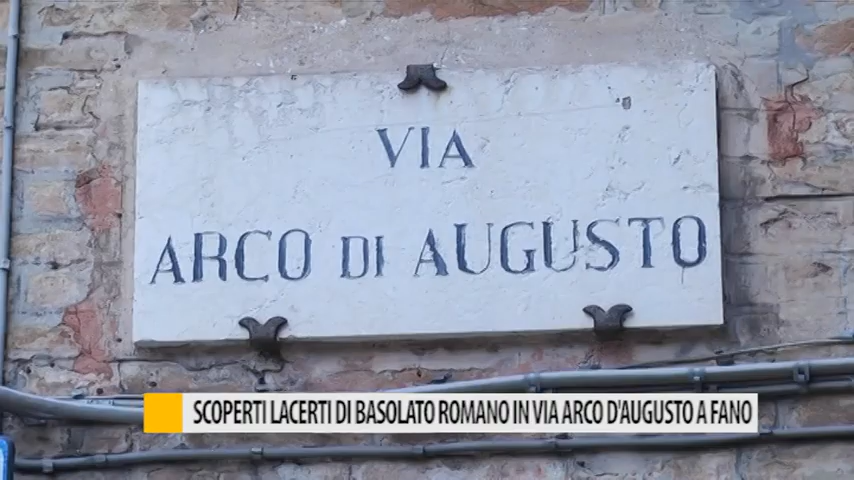 VIA
ARCO DI AUGUSTO
SCOPERTI LACERTI DI BASOLATO ROMANO IN VIA ARCO D'AUGUSTO A FANO